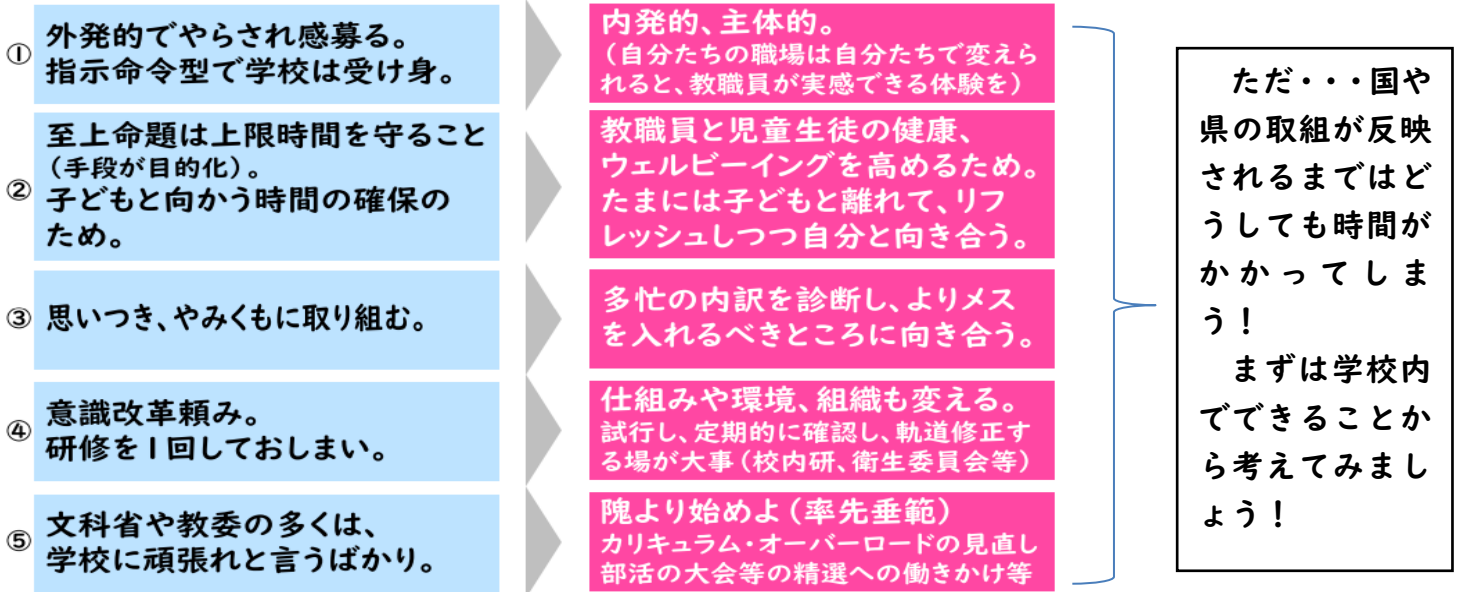 ①
外発的でやらされ感募る。
指示命令型で学校は受け身。
内発的、主体的。
（自分たちの職場は自分たちで変えら
れると、教職員が実感できる体験を）
②
至上命題は上限時間を守ること
（手段が目的化）。
子どもと向かう時間の確保の
ため。
教職員と児童生徒の健康、
ウェルビーイングを高めるため。
たまには子どもと離れて、リフ
レッシュしつつ自分と向き合う。
③
思いつき、やみくもに取り組む。
多忙の内訳を診断し、よりメス
を入れるべきところに向き合う。
④
意識改革頼み。
研修を1回しておしまい。
仕組みや環境、組織も変える。
試行し、定期的に確認し、軌道修正す
る場が大事（校内研、衛生委員会等）
⑤
文科省や教委の多くは、
学校に頑張れと言うばかり。
隗より始めよ（率先垂範）
カリキュラム・オーバーロードの見直し
部活の大会等の精選への働きかけ等
ただ・・・国や
県の取組が反映
されるまではど
うしても時間が
かかってしま
う！
まずは学校内
でできることか
ら考えてみまし
ょう！